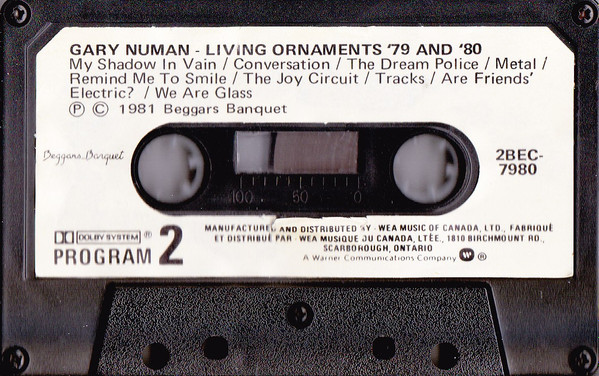 GARY NUMAN - LIVING ORNAMENTS '79 AND '80
My Shadow In Vain / Conversation / The Dream Police / Metal /
Remind Me To Smile / The Joy Circuit / Tracks / Are Friends'
Electric? / We Are Glass
Ⓟ © 1981 Beggars Banquet
Beggars Banquet
2BEC-
7980
100 50 0
DOLBY SYSTEM
PROGRAM 2
MANUFACTURED AND DISTRIBUTED BY - WEA MUSIC OF CANADA, LTD., FABRIQUÉ
ET DISTRIBUÉ PAR - WEA MUSIQUE DU CANADA, LTÉE., 1810 BIRCHMOUNT RD.,
SCARBOROUGH, ONTARIO
A Warner Communications Company ®